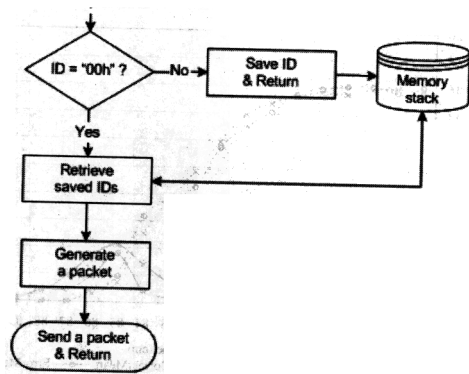 ID = "00h" ?
No
Save ID
& Return
Memory
stack
Yes
Retrieve
saved IDs
Generate
a packet
Send a packet
& Return